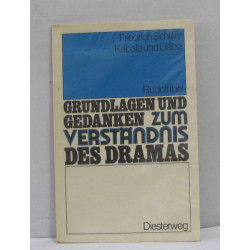 Friedrich Schiller
Kabale und Liebe
Rudolf Ibel
GRUNDLAGEN UND
GEDANKEN ZUM
VERSTÄNDNIS
DES DRAMAS
Diesterweg